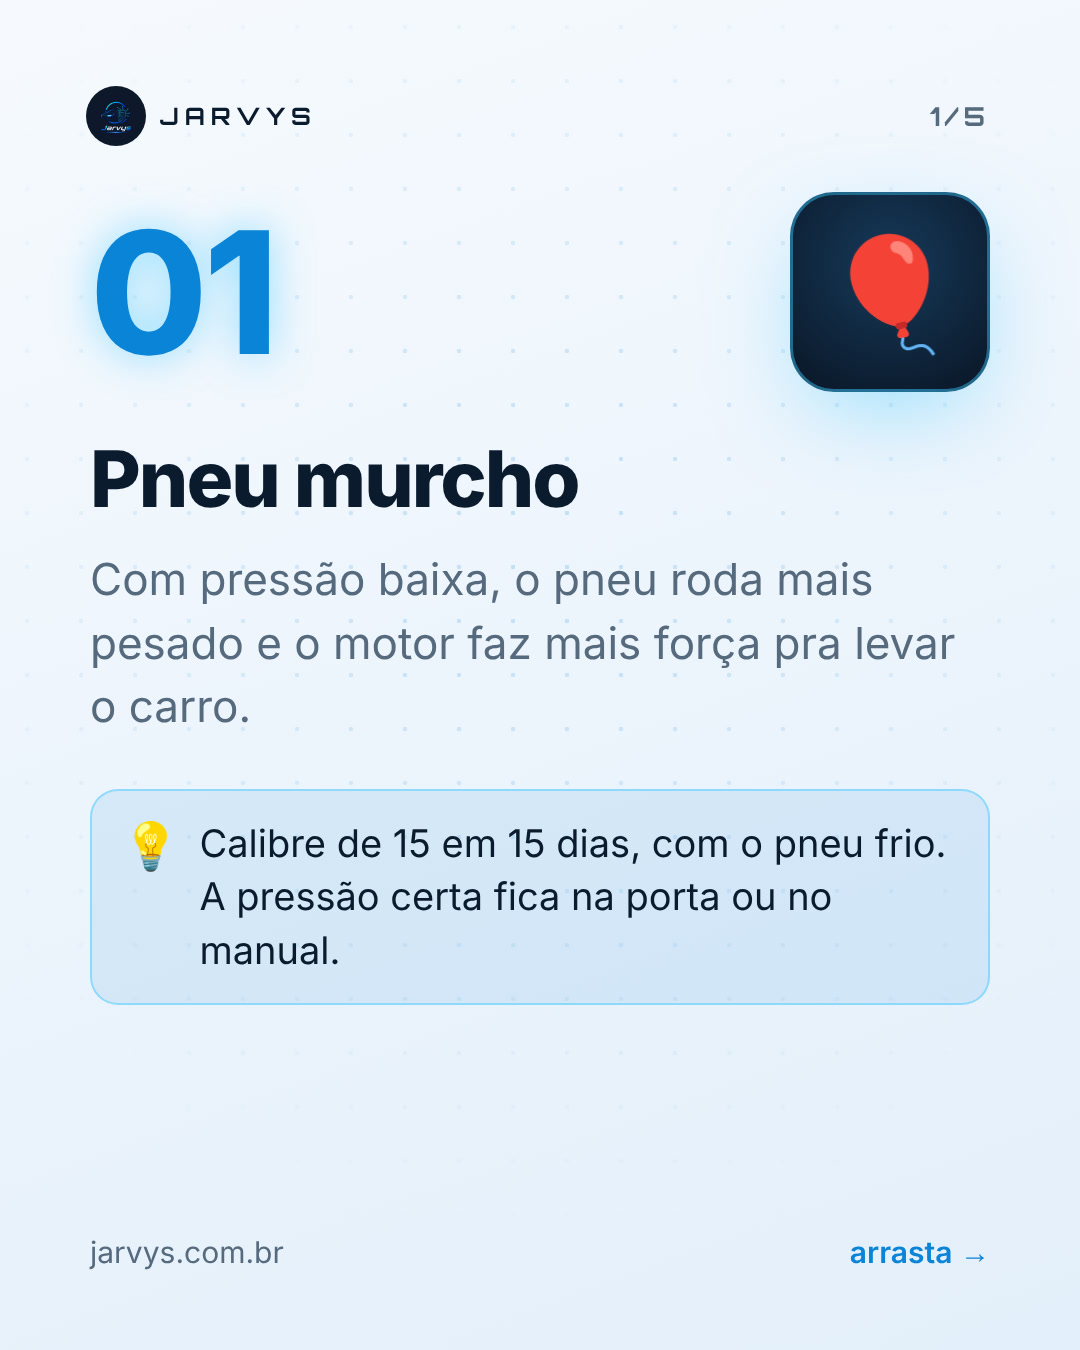 Jarvys
JARVYS
1/5
01
Pneu murcho
Com pressão baixa, o pneu roda mais
pesado e o motor faz mais força pra levar
o carro.
Calibre de 15 em 15 dias, com o pneu frio.
A pressão certa fica na porta ou no
manual.
jarvys.com.br
arrasta →